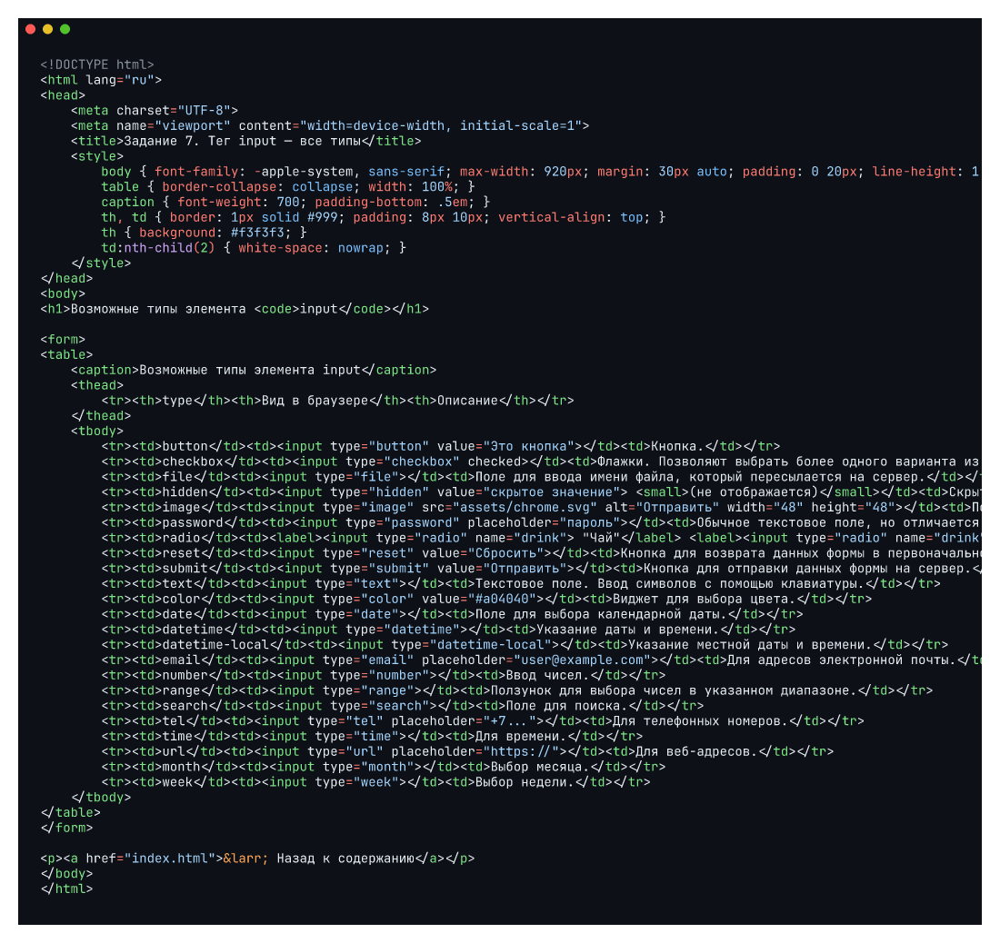 <!DOCTYPE html>
<html lang="ru">
<head>
    <meta charset="UTF-8">
    <meta name="viewport" content="width=device-width, initial-scale=1">
    <title>Задание 7. Тег input — все типы</title>
    <style>
        body { font-family: -apple-system, sans-serif; max-width: 920px; margin: 30px auto; padding: 0 20px; line-height: 1
        table { border-collapse: collapse; width: 100%; }
        caption { font-weight: 700; padding-bottom: .5em; }
        th, td { border: 1px solid #999; padding: 8px 10px; vertical-align: top; }
        th { background: #f3f3f3; }
        td:nth-child(2) { white-space: nowrap; }
    </style>
</head>
<body>
<h1>Возможные типы элемента <code>input</code></h1>

<form>
<table>
    <caption>Возможные типы элемента input</caption>
    <thead>
        <tr><th>type</th><th>Вид в браузере</th><th>Описание</th></tr>
    </thead>
    <tbody>
        <tr><td>button</td><td><input type="button" value="Это кнопка"></td><td>Кнопка.</td></tr>
        <tr><td>checkbox</td><td><input type="checkbox" checked></td><td>Флажки. Позволяют выбрать более одного варианта из
        <tr><td>file</td><td><input type="file"></td><td>Поле для ввода имени файла, который пересылается на сервер.</td></t
        <tr><td>hidden</td><td><input type="hidden" value="скрытое значение"> <small>(не отображается)</small></td><td>Скрыт
        <tr><td>image</td><td><input type="image" src="assets/chrome.svg" alt="Отправить" width="48" height="48"></td><td>По
        <tr><td>password</td><td><input type="password" placeholder="пароль"></td><td>Обычное текстовое поле, но отличается
        <tr><td>radio</td><td><label><input type="radio" name="drink"> "Чай"</label> <label><input type="radio" name="drink"
        <tr><td>reset</td><td><input type="reset" value="Сбросить"></td><td>Кнопка для возврата данных формы в первоначально
        <tr><td>submit</td><td><input type="submit" value="Отправить"></td><td>Кнопка для отправки данных формы на сервер.</
        <tr><td>text</td><td><input type="text"></td><td>Текстовое поле. Ввод символов с помощью клавиатуры.</td></tr>
        <tr><td>color</td><td><input type="color" value="#a04040"></td><td>Виджет для выбора цвета.</td></tr>
        <tr><td>date</td><td><input type="date"></td><td>Поле для выбора календарной даты.</td></tr>
        <tr><td>datetime</td><td><input type="datetime"></td><td>Указание даты и времени.</td></tr>
        <tr><td>datetime-local</td><td><input type="datetime-local"></td><td>Указание местной даты и времени.</td></tr>
        <tr><td>email</td><td><input type="email" placeholder="user@example.com"></td><td>Для адресов электронной почты.</td
        <tr><td>number</td><td><input type="number"></td><td>Ввод чисел.</td></tr>
        <tr><td>range</td><td><input type="range"></td><td>Ползунок для выбора чисел в указанном диапазоне.</td></tr>
        <tr><td>search</td><td><input type="search"></td><td>Поле для поиска.</td></tr>
        <tr><td>tel</td><td><input type="tel" placeholder="+7..."></td><td>Для телефонных номеров.</td></tr>
        <tr><td>time</td><td><input type="time"></td><td>Для времени.</td></tr>
        <tr><td>url</td><td><input type="url" placeholder="https://"></td><td>Для веб-адресов.</td></tr>
        <tr><td>month</td><td><input type="month"></td><td>Выбор месяца.</td></tr>
        <tr><td>week</td><td><input type="week"></td><td>Выбор недели.</td></tr>
    </tbody>
</table>
</form>

<p><a href="index.html">&larr; Назад к содержанию</a></p>
</body>
</html>